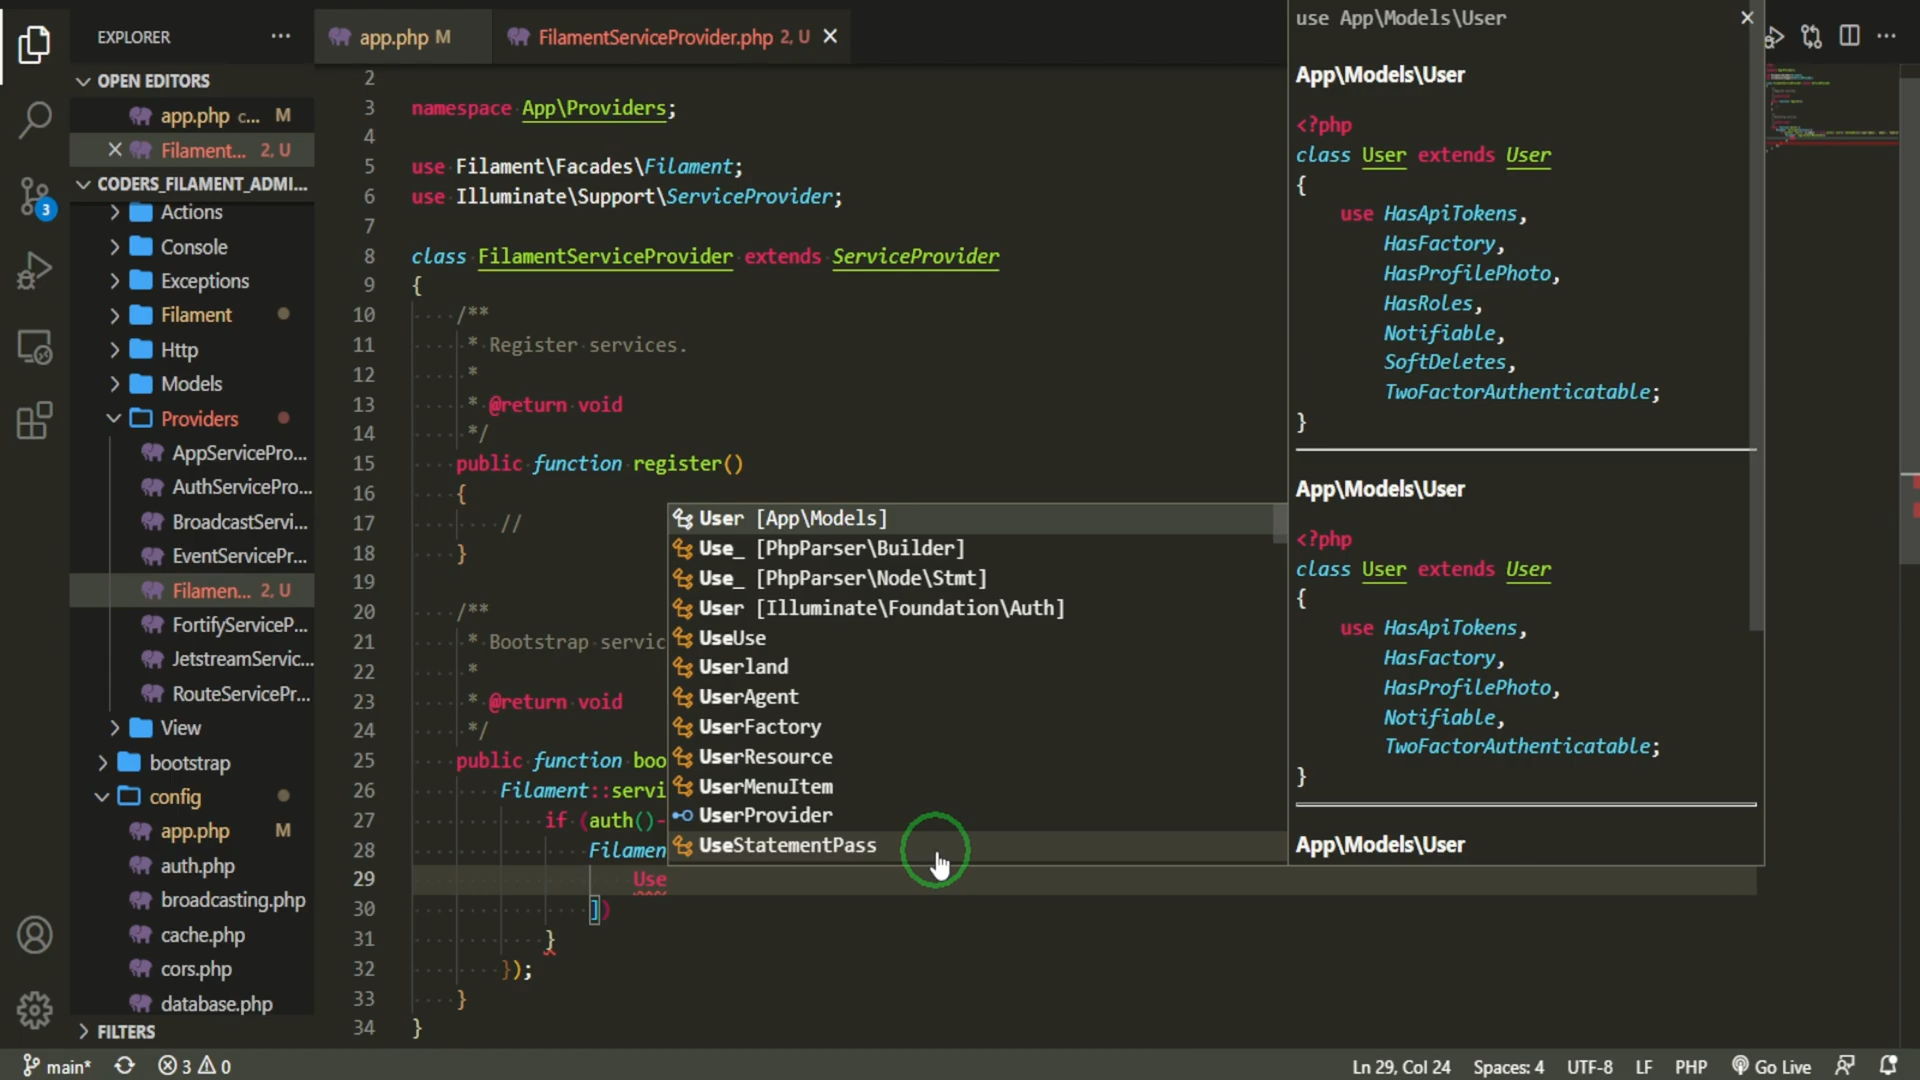 EXPLORER
OPEN EDITORS
app.php c... M
Filament... 2, U
CODERS_FILAMENT_ADMI...
Actions
Console
Exceptions
Filament
Http
Models
Providers
AppServicePro...
AuthServicePro...
BroadcastServi...
EventServicePr...
Filamen... 2, U
FortifyServiceP...
JetstreamServic...
RouteServicePr...
View
bootstrap
config
app.php M
auth.php
broadcasting.php
cache.php
cors.php
database.php
FILTERS
3
app.php M
FilamentServiceProvider.php 2, U
2
3 namespace App\Providers;
4
5 use Filament\Facades\Filament;
6 use Illuminate\Support\ServiceProvider;
7
8 class FilamentServiceProvider extends ServiceProvider
9 {
10 /**
11 * Register services.
12 *
13 * @return void
14 */
15 public function register()
16 {
17 //
18 }
19
20 /**
21 * Bootstrap servic
22 *
23 * @return void
24 */
25 public function boo
26 Filament::servi
27 if (auth()-
28 Filamen
29 Use
30 ])
31 }
32 });
33 }
34 }
User [App\Models]
Use_ [PhpParser\Builder]
Use_ [PhpParser\Node\Stmt]
User [Illuminate\Foundation\Auth]
UseUse
Userland
UserAgent
UserFactory
UserResource
UserMenuItem
UserProvider
UseStatementPass
use App\Models\User
App\Models\User
<?php
class User extends User
{
use HasApiTokens,
HasFactory,
HasProfilePhoto,
HasRoles,
Notifiable,
SoftDeletes,
TwoFactorAuthenticatable;
}
App\Models\User
<?php
class User extends User
{
use HasApiTokens,
HasFactory,
HasProfilePhoto,
Notifiable,
TwoFactorAuthenticatable;
}
App\Models\User
main* 3 0 Ln 29, Col 24 Spaces: 4 UTF-8 LF PHP Go Live